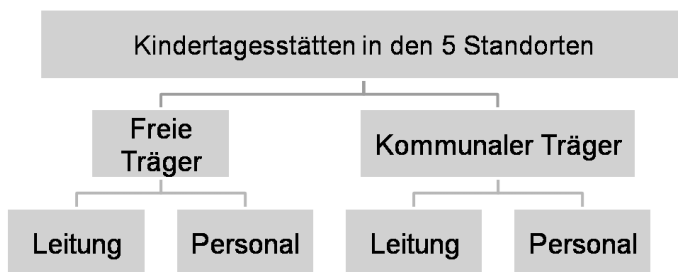 Kindertagesstätten in den 5 Standorten
Freie
Träger
Kommunaler Träger
Leitung
Personal
Leitung
Personal